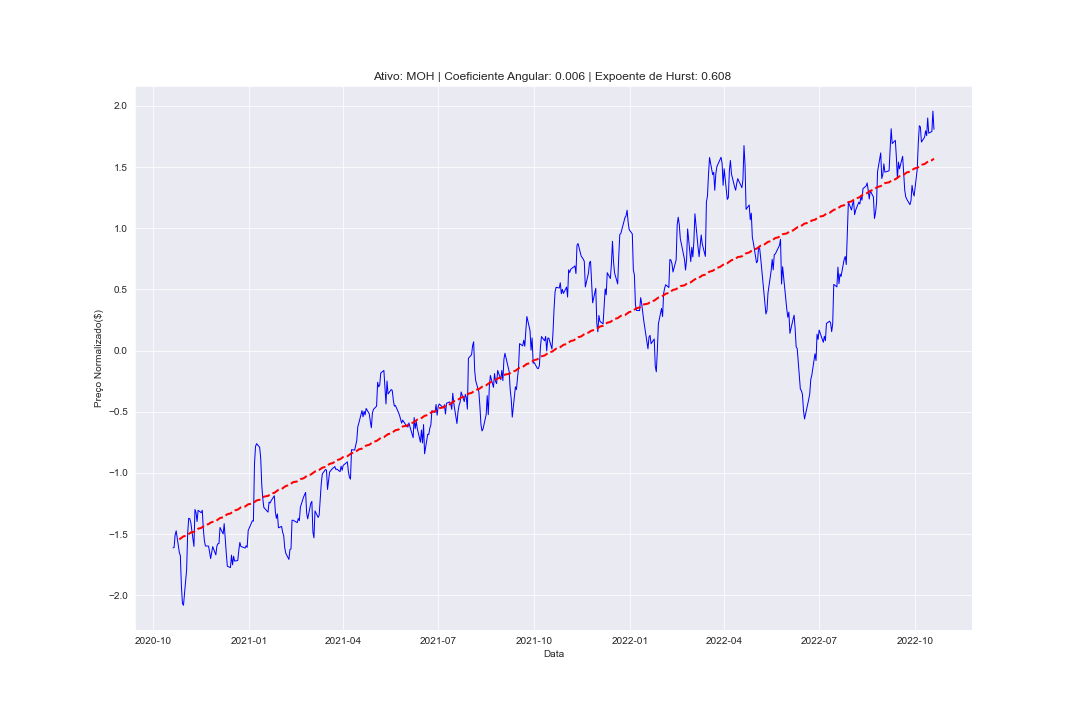 Ativo: MOH | Coeficiente Angular: 0.006 | Expoente de Hurst: 0.608
Preço Normalizado($)
2.0
1.5
1.0
0.5
0.0
−0.5
−1.0
−1.5
−2.0
2020-10 2021-01 2021-04 2021-07 2021-10 2022-01 2022-04 2022-07 2022-10
Data